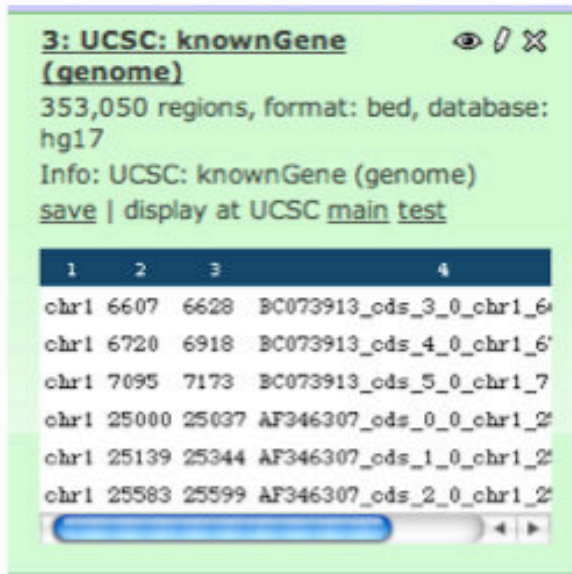 3: UCSC: knownGene
(genome)
353,050 regions, format: bed, database:
hg17
Info: UCSC: knownGene (genome)
save | display at UCSC main test
1 2 3 4
chr1 6607 6628 BC073913_cds_3_0_chr1_6
chr1 6720 6918 BC073913_cds_4_0_chr1_6
chr1 7095 7173 BC073913_cds_5_0_chr1_7
chr1 25000 25037 AF346307_cds_0_0_chr1_2
chr1 25139 25344 AF346307_cds_1_0_chr1_2
chr1 25583 25599 AF346307_cds_2_0_chr1_2